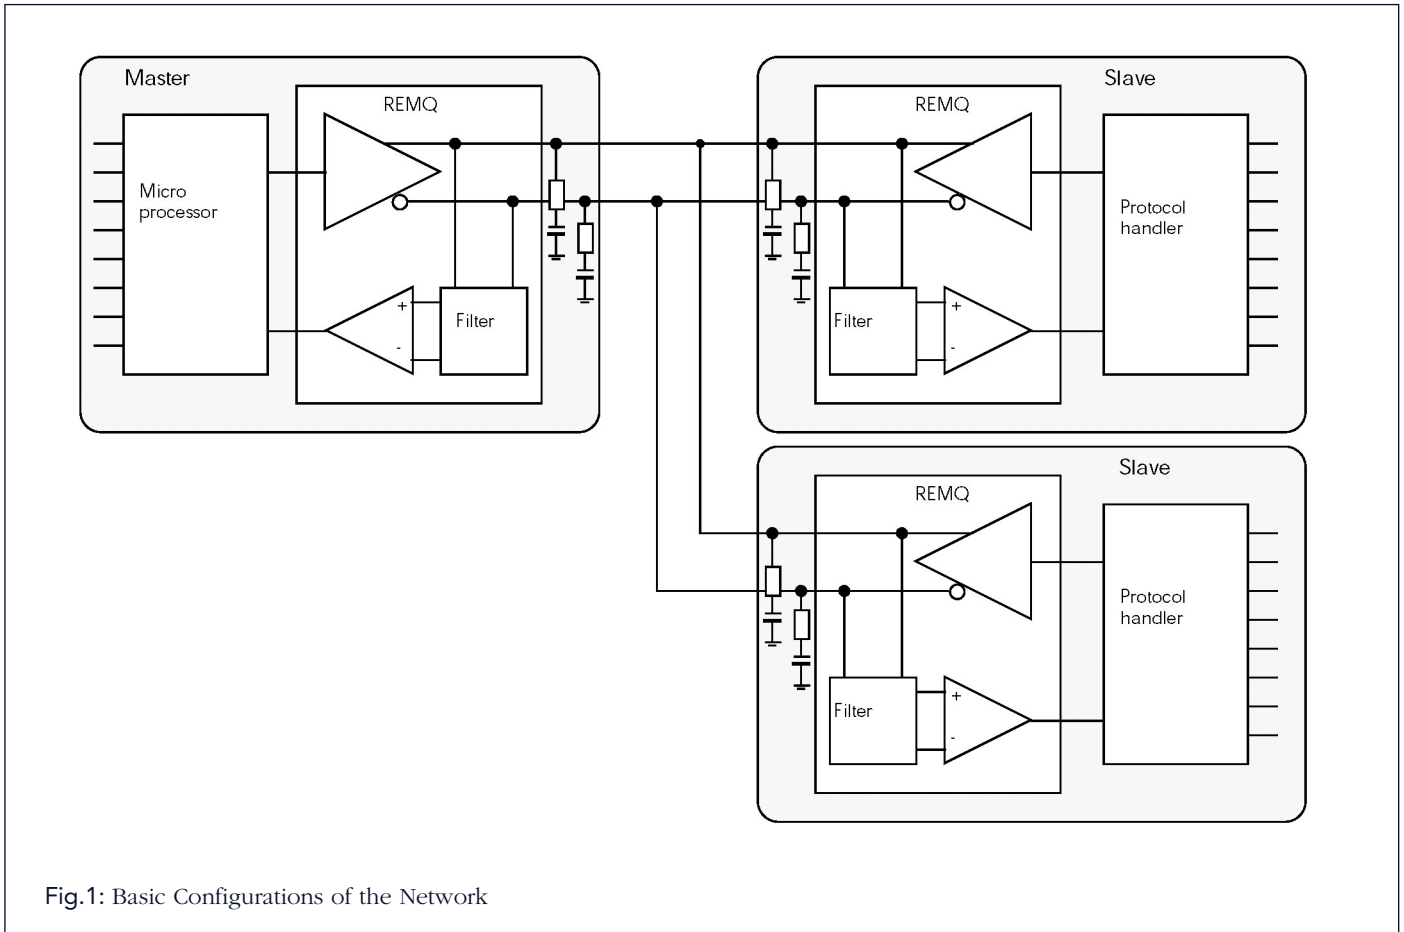 Master
REMQ
Micro
processor
+
-
Filter
Slave
REMQ
Protocol
handler
Filter
+
-
Slave
REMQ
Protocol
handler
Filter
+
-
Fig.1: Basic Configurations of the Network